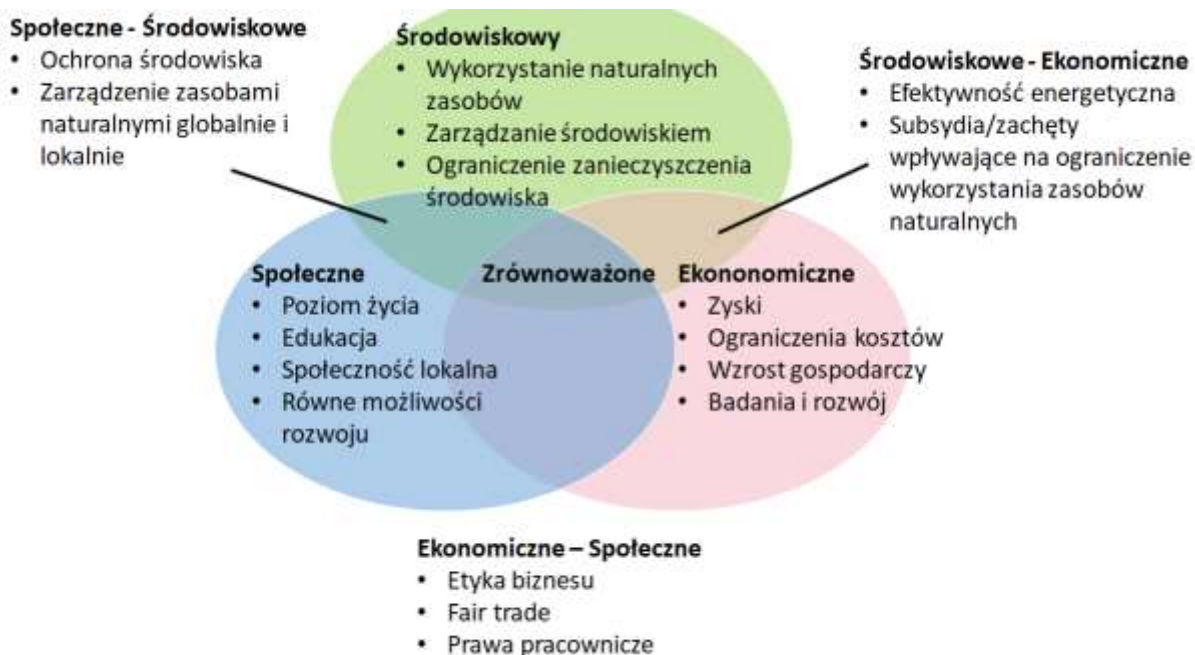 Społeczne - Środowiskowe
• Ochrona środowiska
• Zarządzenie zasobami
naturalnymi globalnie i
lokalnie
Środowiskowy
• Wykorzystanie naturalnych
zasobów
• Zarządzanie środowiskiem
• Ograniczenie zanieczyszczenia
środowiska
Środowiskowe - Ekonomiczne
• Efektywność energetyczna
• Subsydia/zachęty
wpływające na ograniczenie
wykorzystania zasobów
naturalnych
Społeczne
• Poziom życia
• Edukacja
• Społeczność lokalna
• Równe możliwości
rozwoju
Zrównoważone
Ekononomiczne
• Zyski
• Ograniczenia kosztów
• Wzrost gospodarczy
• Badania i rozwój
Ekonomiczne – Społeczne
• Etyka biznesu
• Fair trade
• Prawa pracownicze